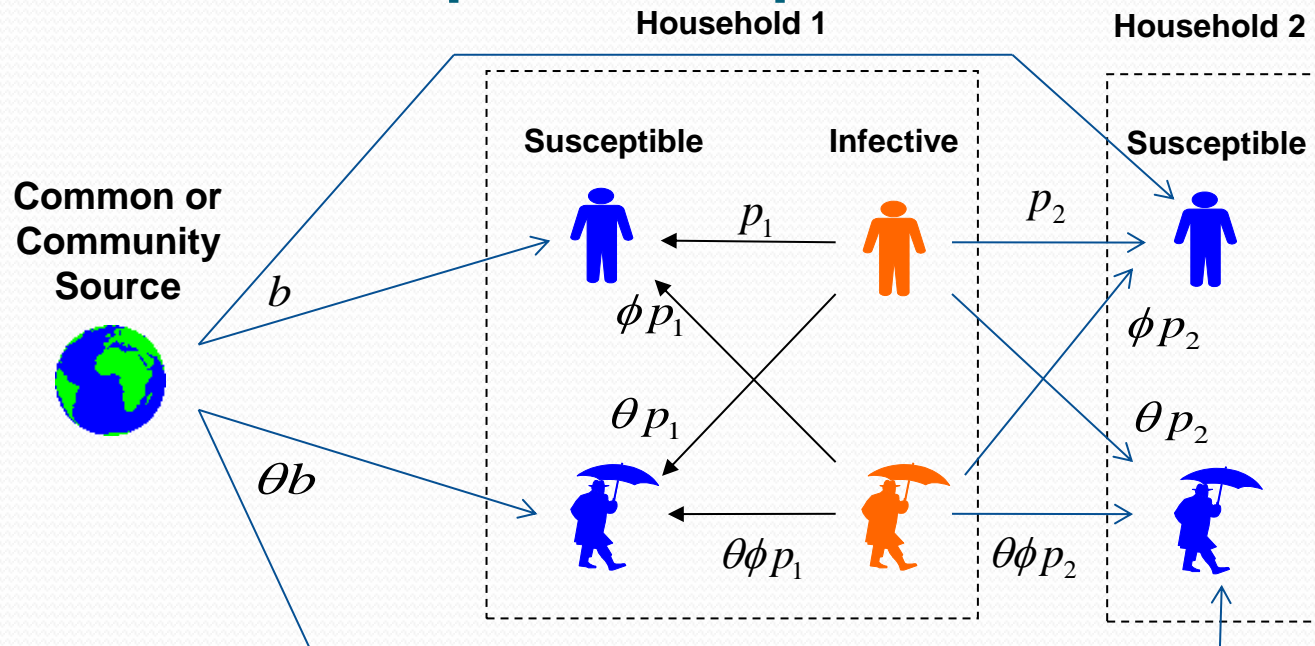 Household 1
Household 2
Susceptible
Infective
Susceptible
Common or
Community
Source
b
p₁
p₂
ϕp₁
ϕp₂
θp₁
θp₂
θb
θϕp₁
θϕp₂